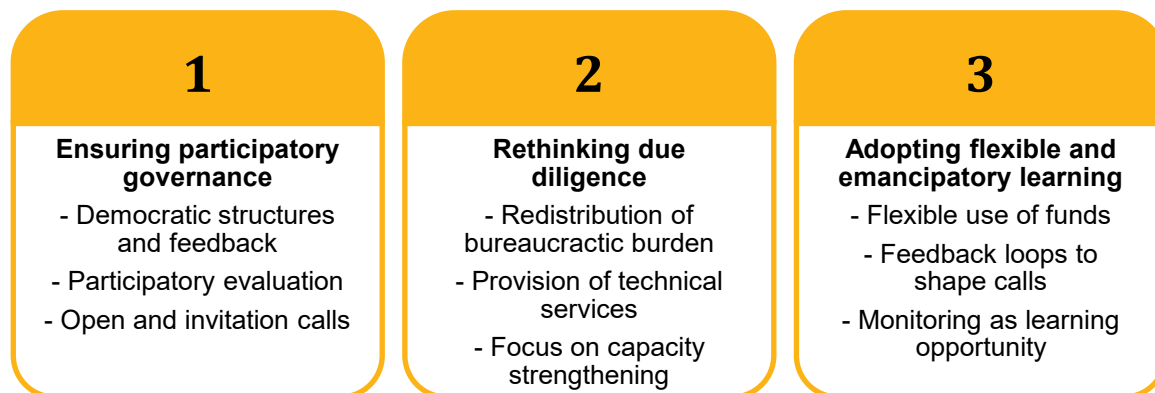 1
Ensuring participatory
governance
- Democratic structures
and feedback
- Participatory evaluation
- Open and invitation calls
2
Rethinking due
diligence
- Redistribution of
bureaucractic burden
- Provision of technical
services
- Focus on capacity
strengthening
3
Adopting flexible and
emancipatory learning
- Flexible use of funds
- Feedback loops to
shape calls
- Monitoring as learning
opportunity